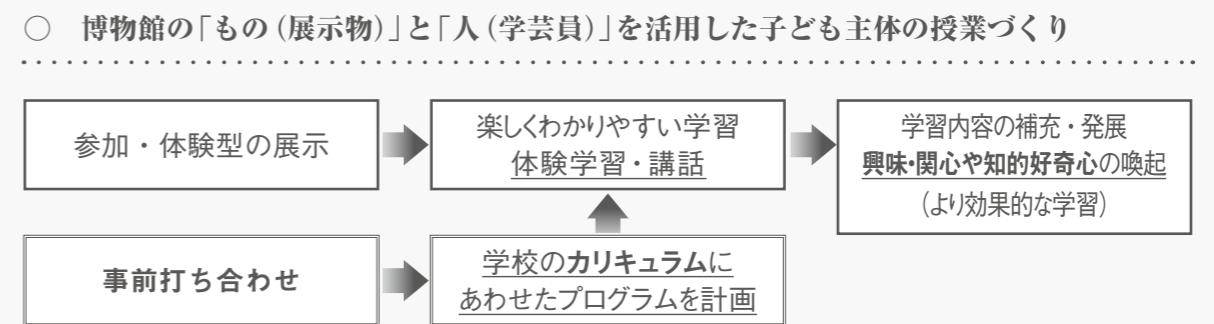 ○ 博物館の「もの（展示物）」と「人（学芸員）」を活用した子ども主体の授業づくり
参加・体験型の展示
楽しくわかりやすい学習
体験学習・講話
学習内容の補充・発展
興味・関心や知的好奇心の喚起
（より効果的な学習）
事前打ち合わせ
学校のカリキュラムに
あわせたプログラムを計画